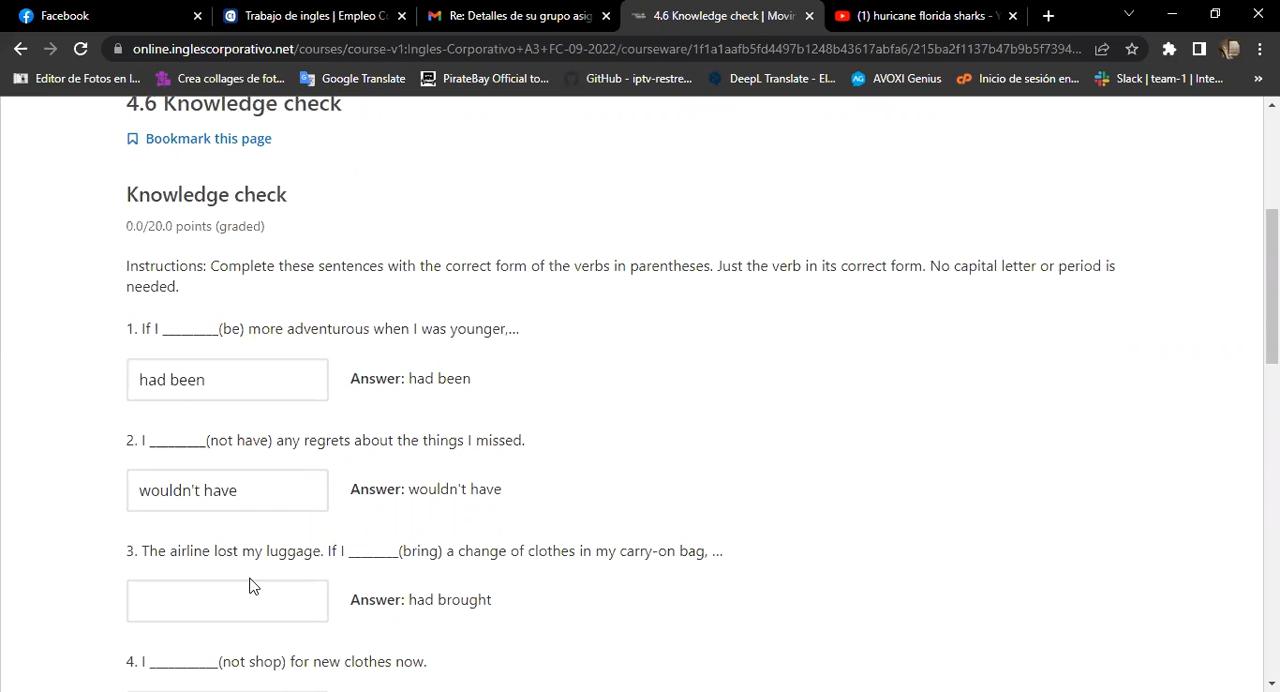 Facebook
Trabajo de ingles | Empleo C
Re: Detalles de su grupo asig
4.6 Knowledge check | Movin
(1) huricane florida sharks - Y
online.inglescorporativo.net/courses/course-v1:Ingles-Corporativo+A3+FC-09-2022/courseware/1f1a1aafb5fd4497b1248b43617abfa6/215ba2f1137b47b9b5f7394...
Editor de Fotos en l...
Crea collages de fot...
Google Translate
PirateBay Official to...
GitHub - iptv-restre...
DeepL Translate - El...
AVOXI Genius
Inicio de sesión en...
Slack | team-1 | Inte...
4.6 Knowledge check
Bookmark this page
Knowledge check
0.0/20.0 points (graded)
Instructions: Complete these sentences with the correct form of the verbs in parentheses. Just the verb in its correct form. No capital letter or period is
needed.
1. If I ________(be) more adventurous when I was younger,...
had been
Answer: had been
2. I ________(not have) any regrets about the things I missed.
wouldn't have
Answer: wouldn't have
3. The airline lost my luggage. If I _______(bring) a change of clothes in my carry-on bag, ...
Answer: had brought
4. I __________(not shop) for new clothes now.